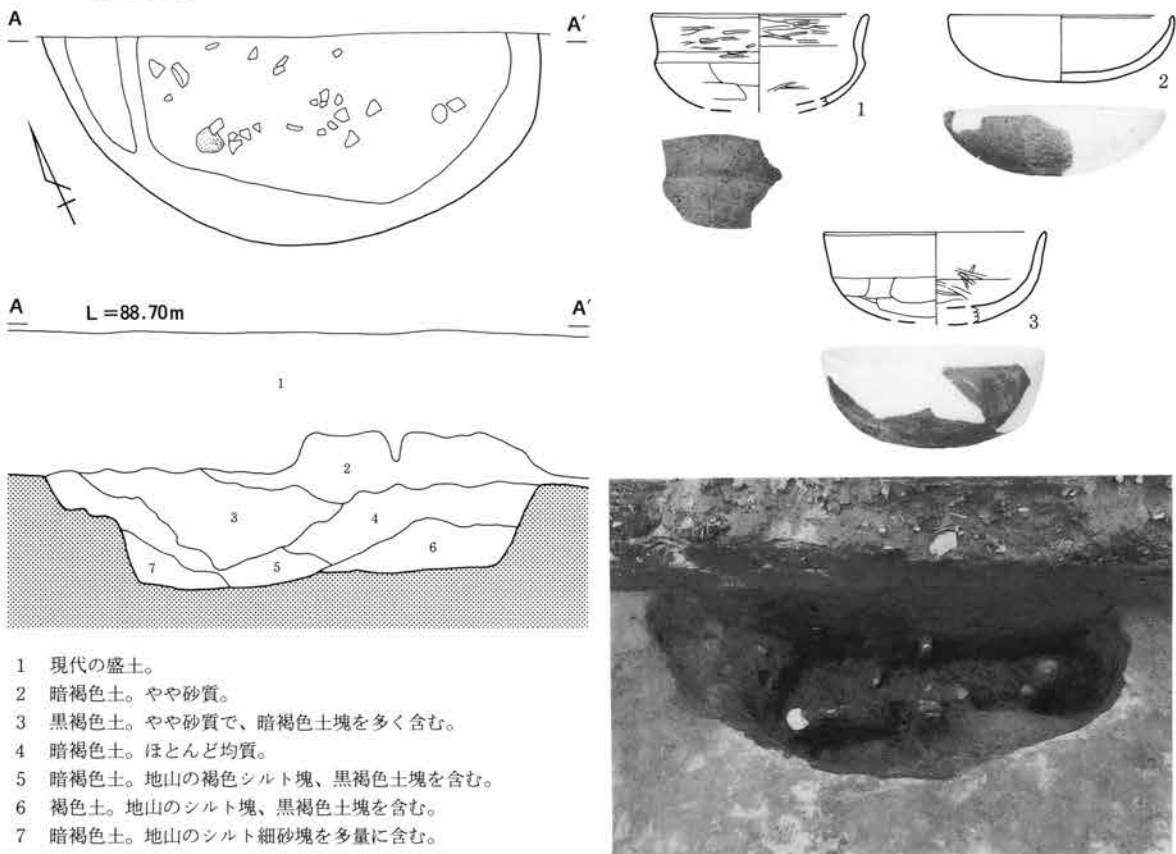 A A′
1
2
3
A L=88.70m A′
1
2
3
4
5
6
7
1 現代の盛土。
2 暗褐色土。やや砂質。
3 黒褐色土。やや砂質で、暗褐色土塊を多く含む。
4 暗褐色土。ほとんど均質。
5 暗褐色土。地山の褐色シルト塊、黒褐色土塊を含む。
6 褐色土。地山のシルト塊、黒褐色土塊を含む。
7 暗褐色土。地山のシルト細砂塊を多量に含む。